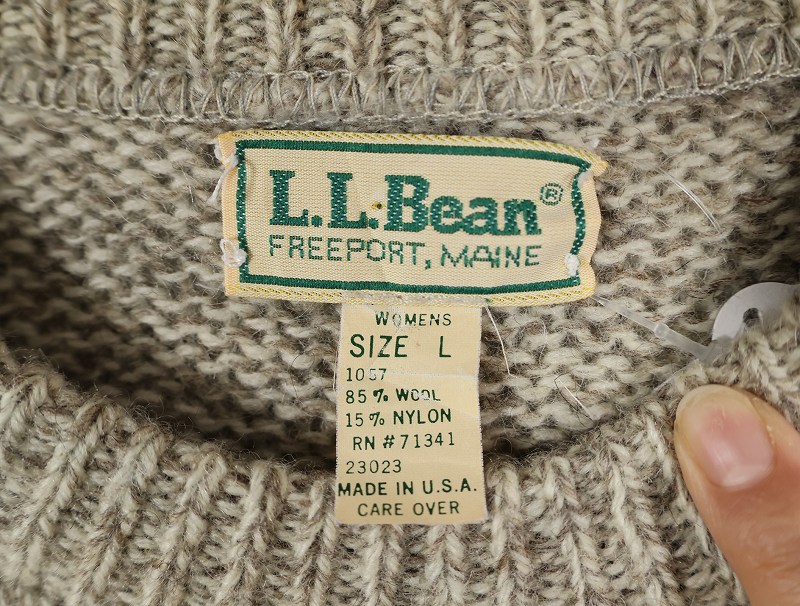 L.L.Bean®
FREEPORT, MAINE
WOMENS
SIZE L
1057
85% WOOL
15% NYLON
RN # 71341
23023
MADE IN U.S.A.
CARE OVER